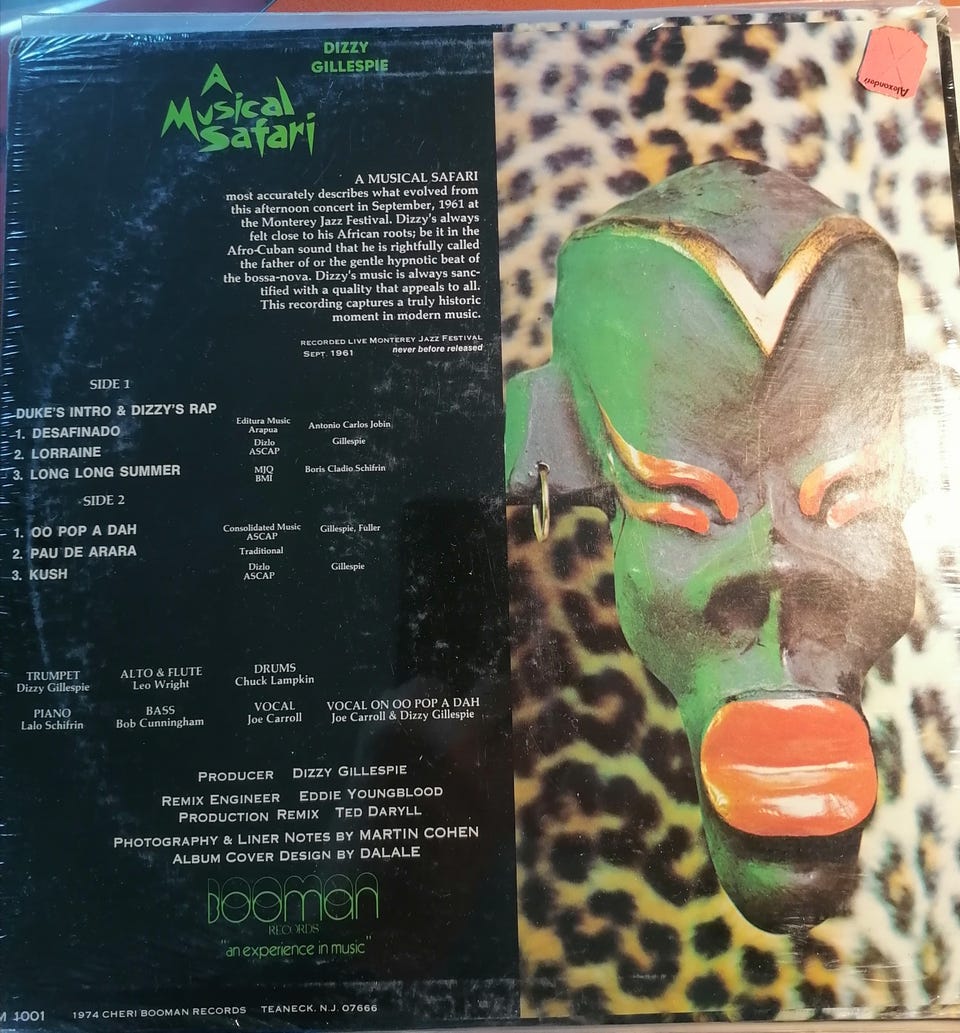 DIZZY
GILLESPIE
A
Musical
Safari
Alexanders
A MUSICAL SAFARI
most accurately describes what evolved from
this afternoon concert in September, 1961 at
the Monterey Jazz Festival. Dizzy's always
felt close to his African roots; be it in the
Afro-Cuban sound that he is rightfully called
the father of or the gentle hypnotic beat of
the bossa-nova. Dizzy's music is always sanc-
tified with a quality that appeals to all.
This recording captures a truly historic
moment in modern music.
RECORDED LIVE MONTEREY JAZZ FESTIVAL
SEPT. 1961 never before released
SIDE 1
DUKE'S INTRO & DIZZY'S RAP
1. DESAFINADO Editura Music Arapua Antonio Carlos Jobin
2. LORRAINE Dizlo ASCAP Gillespie
3. LONG LONG SUMMER MJQ BMI Boris Cladio Schifrin
SIDE 2
1. OO POP A DAH Consolidated Music ASCAP Gillespie, Fuller
2. PAU DE ARARA Traditional
3. KUSH Dizlo ASCAP Gillespie
TRUMPET ALTO & FLUTE DRUMS
Dizzy Gillespie Leo Wright Chuck Lampkin
PIANO BASS VOCAL VOCAL ON OO POP A DAH
Lalo Schifrin Bob Cunningham Joe Carroll Joe Carroll & Dizzy Gillespie
PRODUCER DIZZY GILLESPIE
REMIX ENGINEER EDDIE YOUNGBLOOD
PRODUCTION REMIX TED DARYLL
PHOTOGRAPHY & LINER NOTES BY MARTIN COHEN
ALBUM COVER DESIGN BY DALALE
BOOMAN
RECORDS
"an experience in music"
M 1001 1974 CHERI BOOMAN RECORDS TEANECK. N.J. 07666